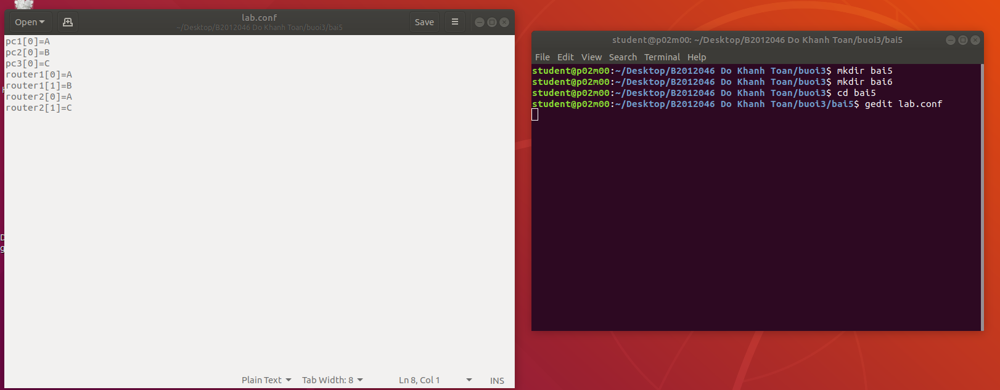 Open
lab.conf
~/Desktop/B2012046 Do Khanh Toan/buoi3/bai5
Save
pc1[0]=A
pc2[0]=B
pc3[0]=C
router1[0]=A
router1[1]=B
router2[0]=A
router2[1]=C
Plain Text
Tab Width: 8
Ln 8, Col 1
INS
student@p02m00: ~/Desktop/B2012046 Do Khanh Toan/buoi3/bai5
File Edit View Search Terminal Help
student@p02m00:~/Desktop/B2012046 Do Khanh Toan/buoi3$ mkdir bai5
student@p02m00:~/Desktop/B2012046 Do Khanh Toan/buoi3$ mkdir bai6
student@p02m00:~/Desktop/B2012046 Do Khanh Toan/buoi3$ cd bai5
student@p02m00:~/Desktop/B2012046 Do Khanh Toan/buoi3/bai5$ gedit lab.conf